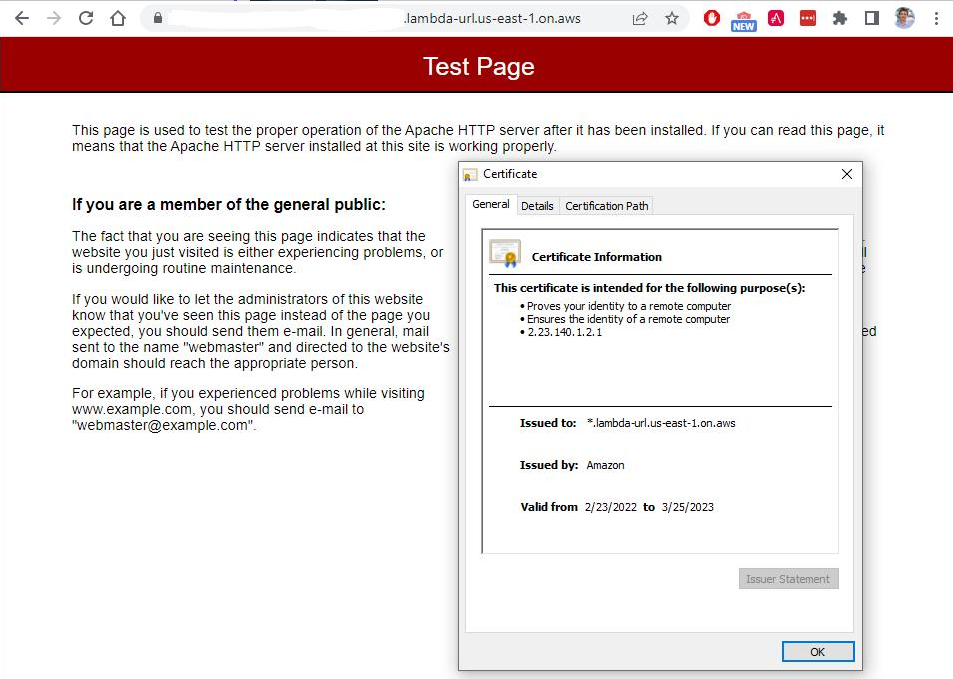 .lambda-url.us-east-1.on.aws
NEW
Test Page
This page is used to test the proper operation of the Apache HTTP server after it has been installed. If you can read this page, it
means that the Apache HTTP server installed at this site is working properly.
If you are a member of the general public:
The fact that you are seeing this page indicates that the
website you just visited is either experiencing problems, or
is undergoing routine maintenance.
If you would like to let the administrators of this website
know that you've seen this page instead of the page you
expected, you should send them e-mail. In general, mail
sent to the name "webmaster" and directed to the website's
domain should reach the appropriate person.
For example, if you experienced problems while visiting
www.example.com, you should send e-mail to
"webmaster@example.com".
Certificate
General Details Certification Path
Certificate Information
This certificate is intended for the following purpose(s):
• Proves your identity to a remote computer
• Ensures the identity of a remote computer
• 2.23.140.1.2.1
Issued to: *.lambda-url.us-east-1.on.aws
Issued by: Amazon
Valid from 2/23/2022 to 3/25/2023
Issuer Statement
OK